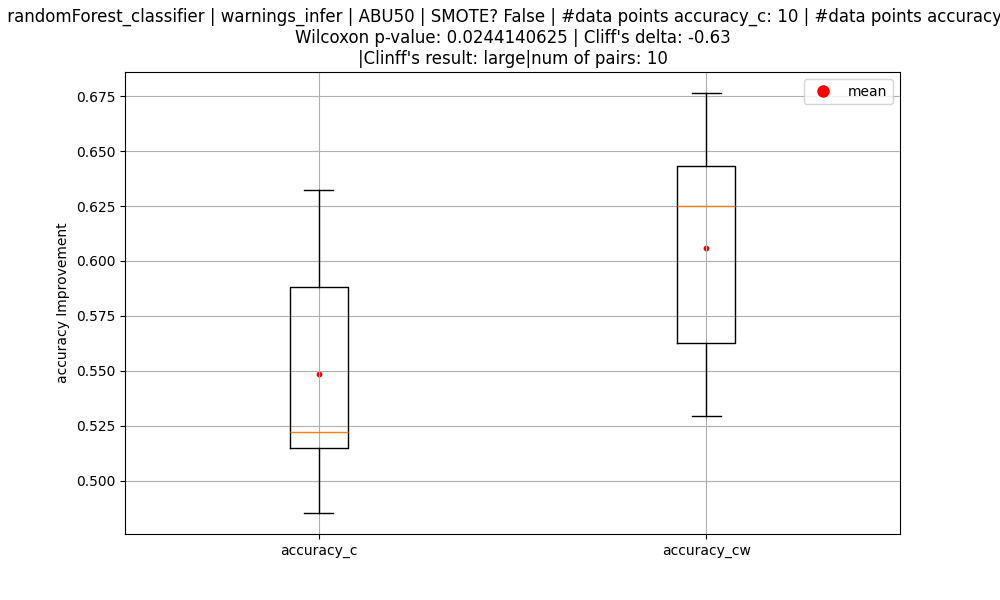 randomForest_classifier | warnings_infer | ABU50 | SMOTE? False | #data points accuracy_c: 10 | #data points accuracy
Wilcoxon p-value: 0.0244140625 | Cliff's delta: -0.63
|Clinff's result: large|num of pairs: 10
mean
0.675
0.650
0.625
0.600
0.575
0.550
0.525
0.500
accuracy Improvement
accuracy_c
accuracy_cw